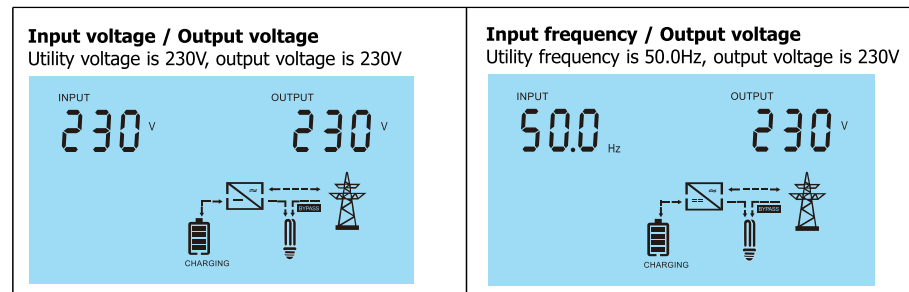 Input voltage / Output voltage
Utility voltage is 230V, output voltage is 230V
INPUT OUTPUT
230 V 230 V
BYPASS
CHARGING
Input frequency / Output voltage
Utility frequency is 50.0Hz, output voltage is 230V
INPUT OUTPUT
50.0 Hz 230 V
BYPASS
CHARGING